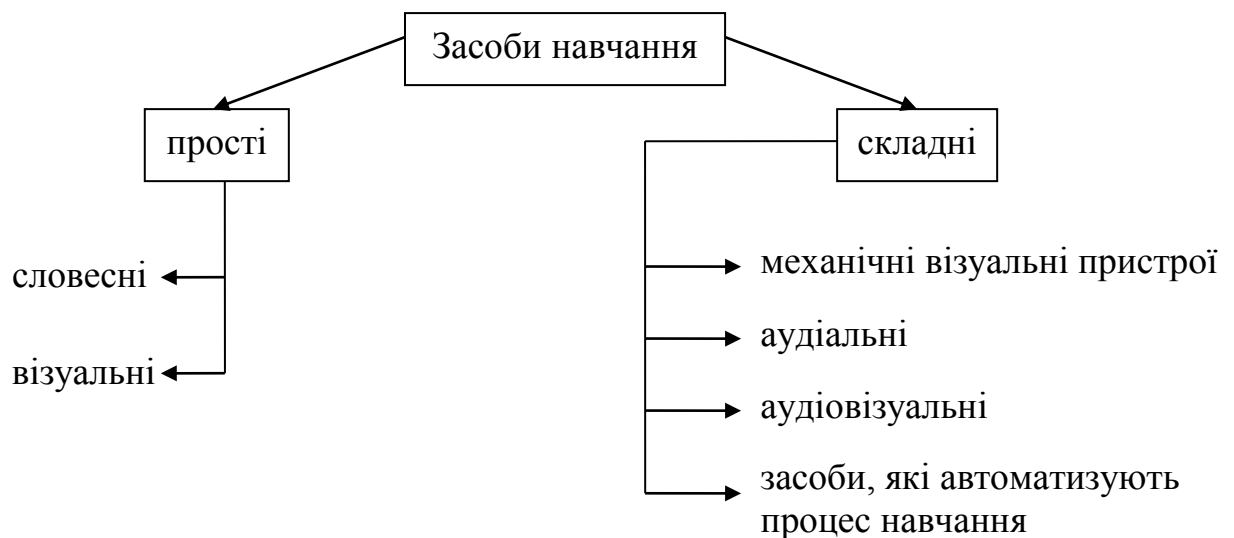 Засоби навчання
прості
складні
словесні
візуальні
механічні візуальні пристрої
аудіальні
аудіовізуальні
засоби, які автоматизують
процес навчання